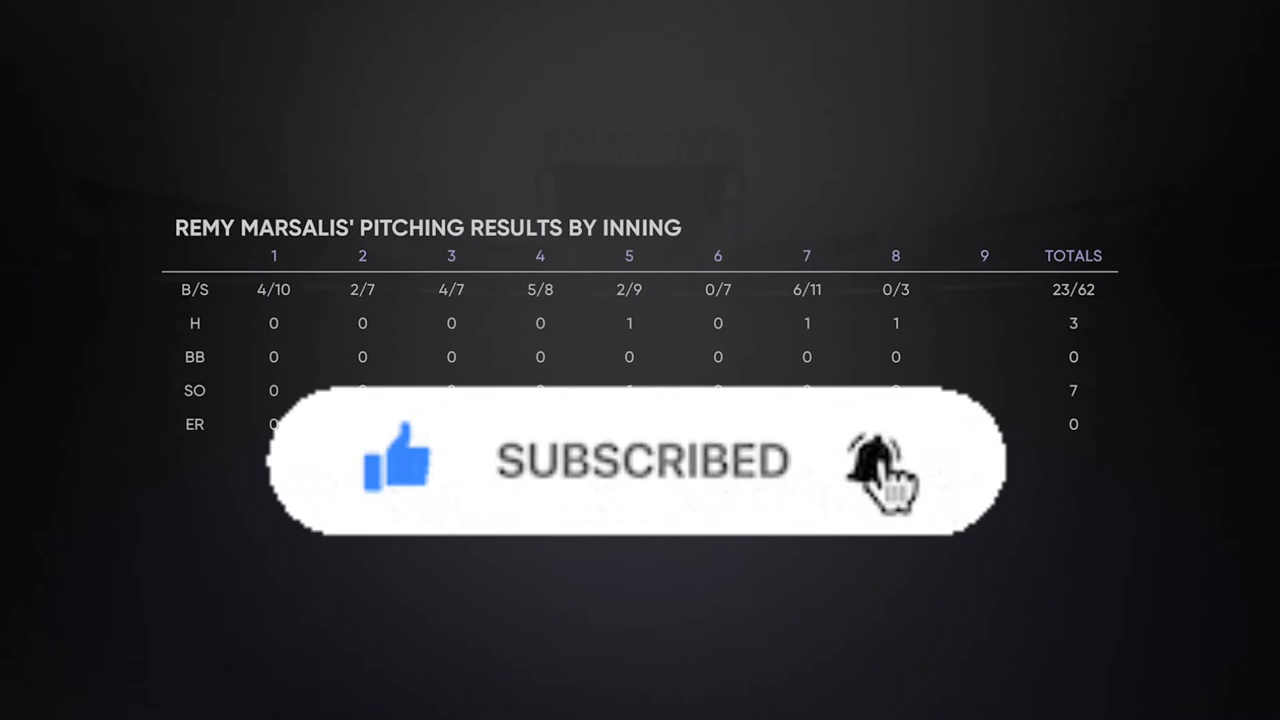 REMY MARSALIS' PITCHING RESULTS BY INNING
1 2 3 4 5 6 7 8 9 TOTALS
B/S 4/10 2/7 4/7 5/8 2/9 0/7 6/11 0/3 23/62
H 0 0 0 0 1 0 1 1 3
BB 0 0 0 0 0 0 0 0 0
SO 0 7
ER 0 0
SUBSCRIBED